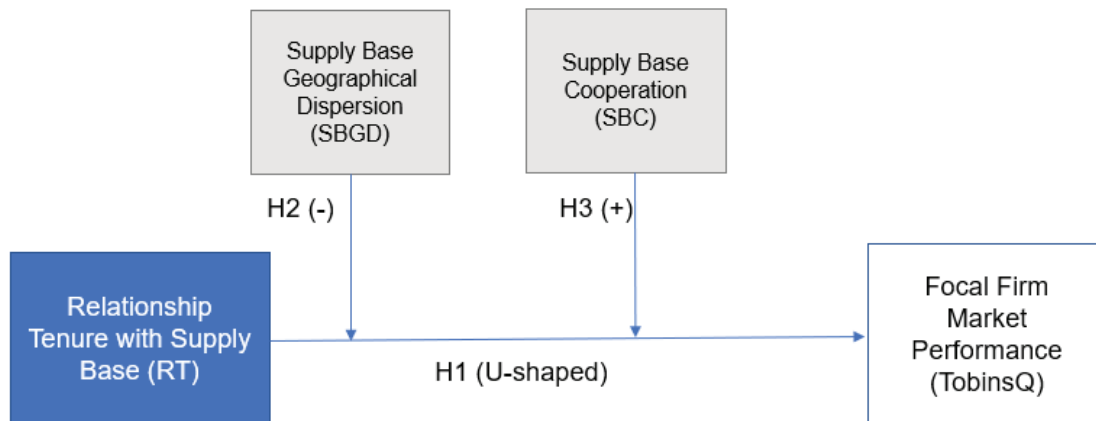 Supply Base
Geographical
Dispersion
(SBGD)
Supply Base
Cooperation
(SBC)
H2 (-)
H3 (+)
Relationship
Tenure with Supply
Base (RT)
H1 (U-shaped)
Focal Firm
Market
Performance
(TobinsQ)